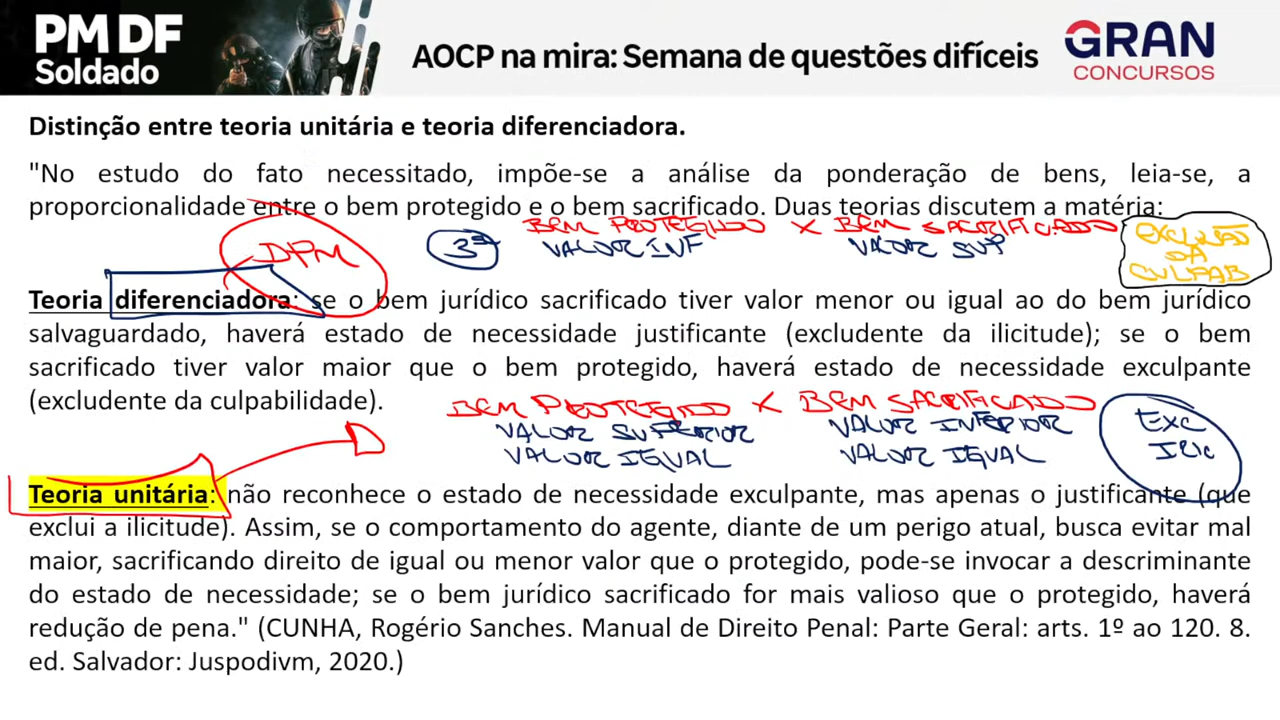 PM DF
Soldado
AOCP na mira: Semana de questões difíceis
GRAN
CONCURSOS
Distinção entre teoria unitária e teoria diferenciadora.
"No estudo do fato necessitado, impõe-se a análise da ponderação de bens, leia-se, a
proporcionalidade entre o bem protegido e o bem sacrificado. Duas teorias discutem a matéria:
BEM PROTEGIDO X BEM SACRIFICADO
DPM
3ª
VALOR INF
VALOR SUP
EXCLUSÃO
DA
CULPAB
Teoria diferenciadora: se o bem jurídico sacrificado tiver valor menor ou igual ao do bem jurídico
salvaguardado, haverá estado de necessidade justificante (excludente da ilicitude); se o bem
sacrificado tiver valor maior que o bem protegido, haverá estado de necessidade exculpante
(excludente da culpabilidade).
BEM PROTEGIDO X BEM SACRIFICADO
VALOR SUPERIOR
VALOR INFERIOR
VALOR IGUAL
VALOR IGUAL
EXC
ILIC
Teoria unitária: não reconhece o estado de necessidade exculpante, mas apenas o justificante (que
exclui a ilicitude). Assim, se o comportamento do agente, diante de um perigo atual, busca evitar mal
maior, sacrificando direito de igual ou menor valor que o protegido, pode-se invocar a descriminante
do estado de necessidade; se o bem jurídico sacrificado for mais valioso que o protegido, haverá
redução de pena." (CUNHA, Rogério Sanches. Manual de Direito Penal: Parte Geral: arts. 1º ao 120. 8.
ed. Salvador: Juspodivm, 2020.)